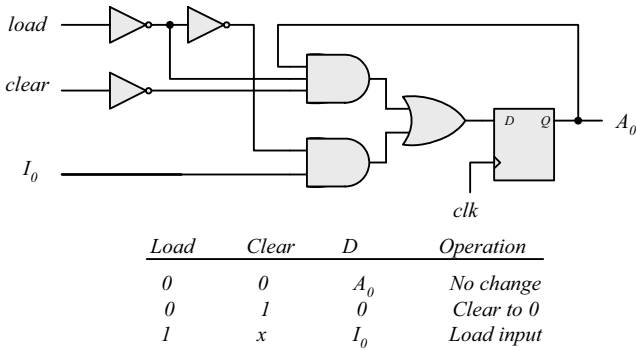 load
clear
I₀
D Q
A₀
clk
Load Clear D Operation
0 0 A₀ No change
0 1 0 Clear to 0
1 x I₀ Load input